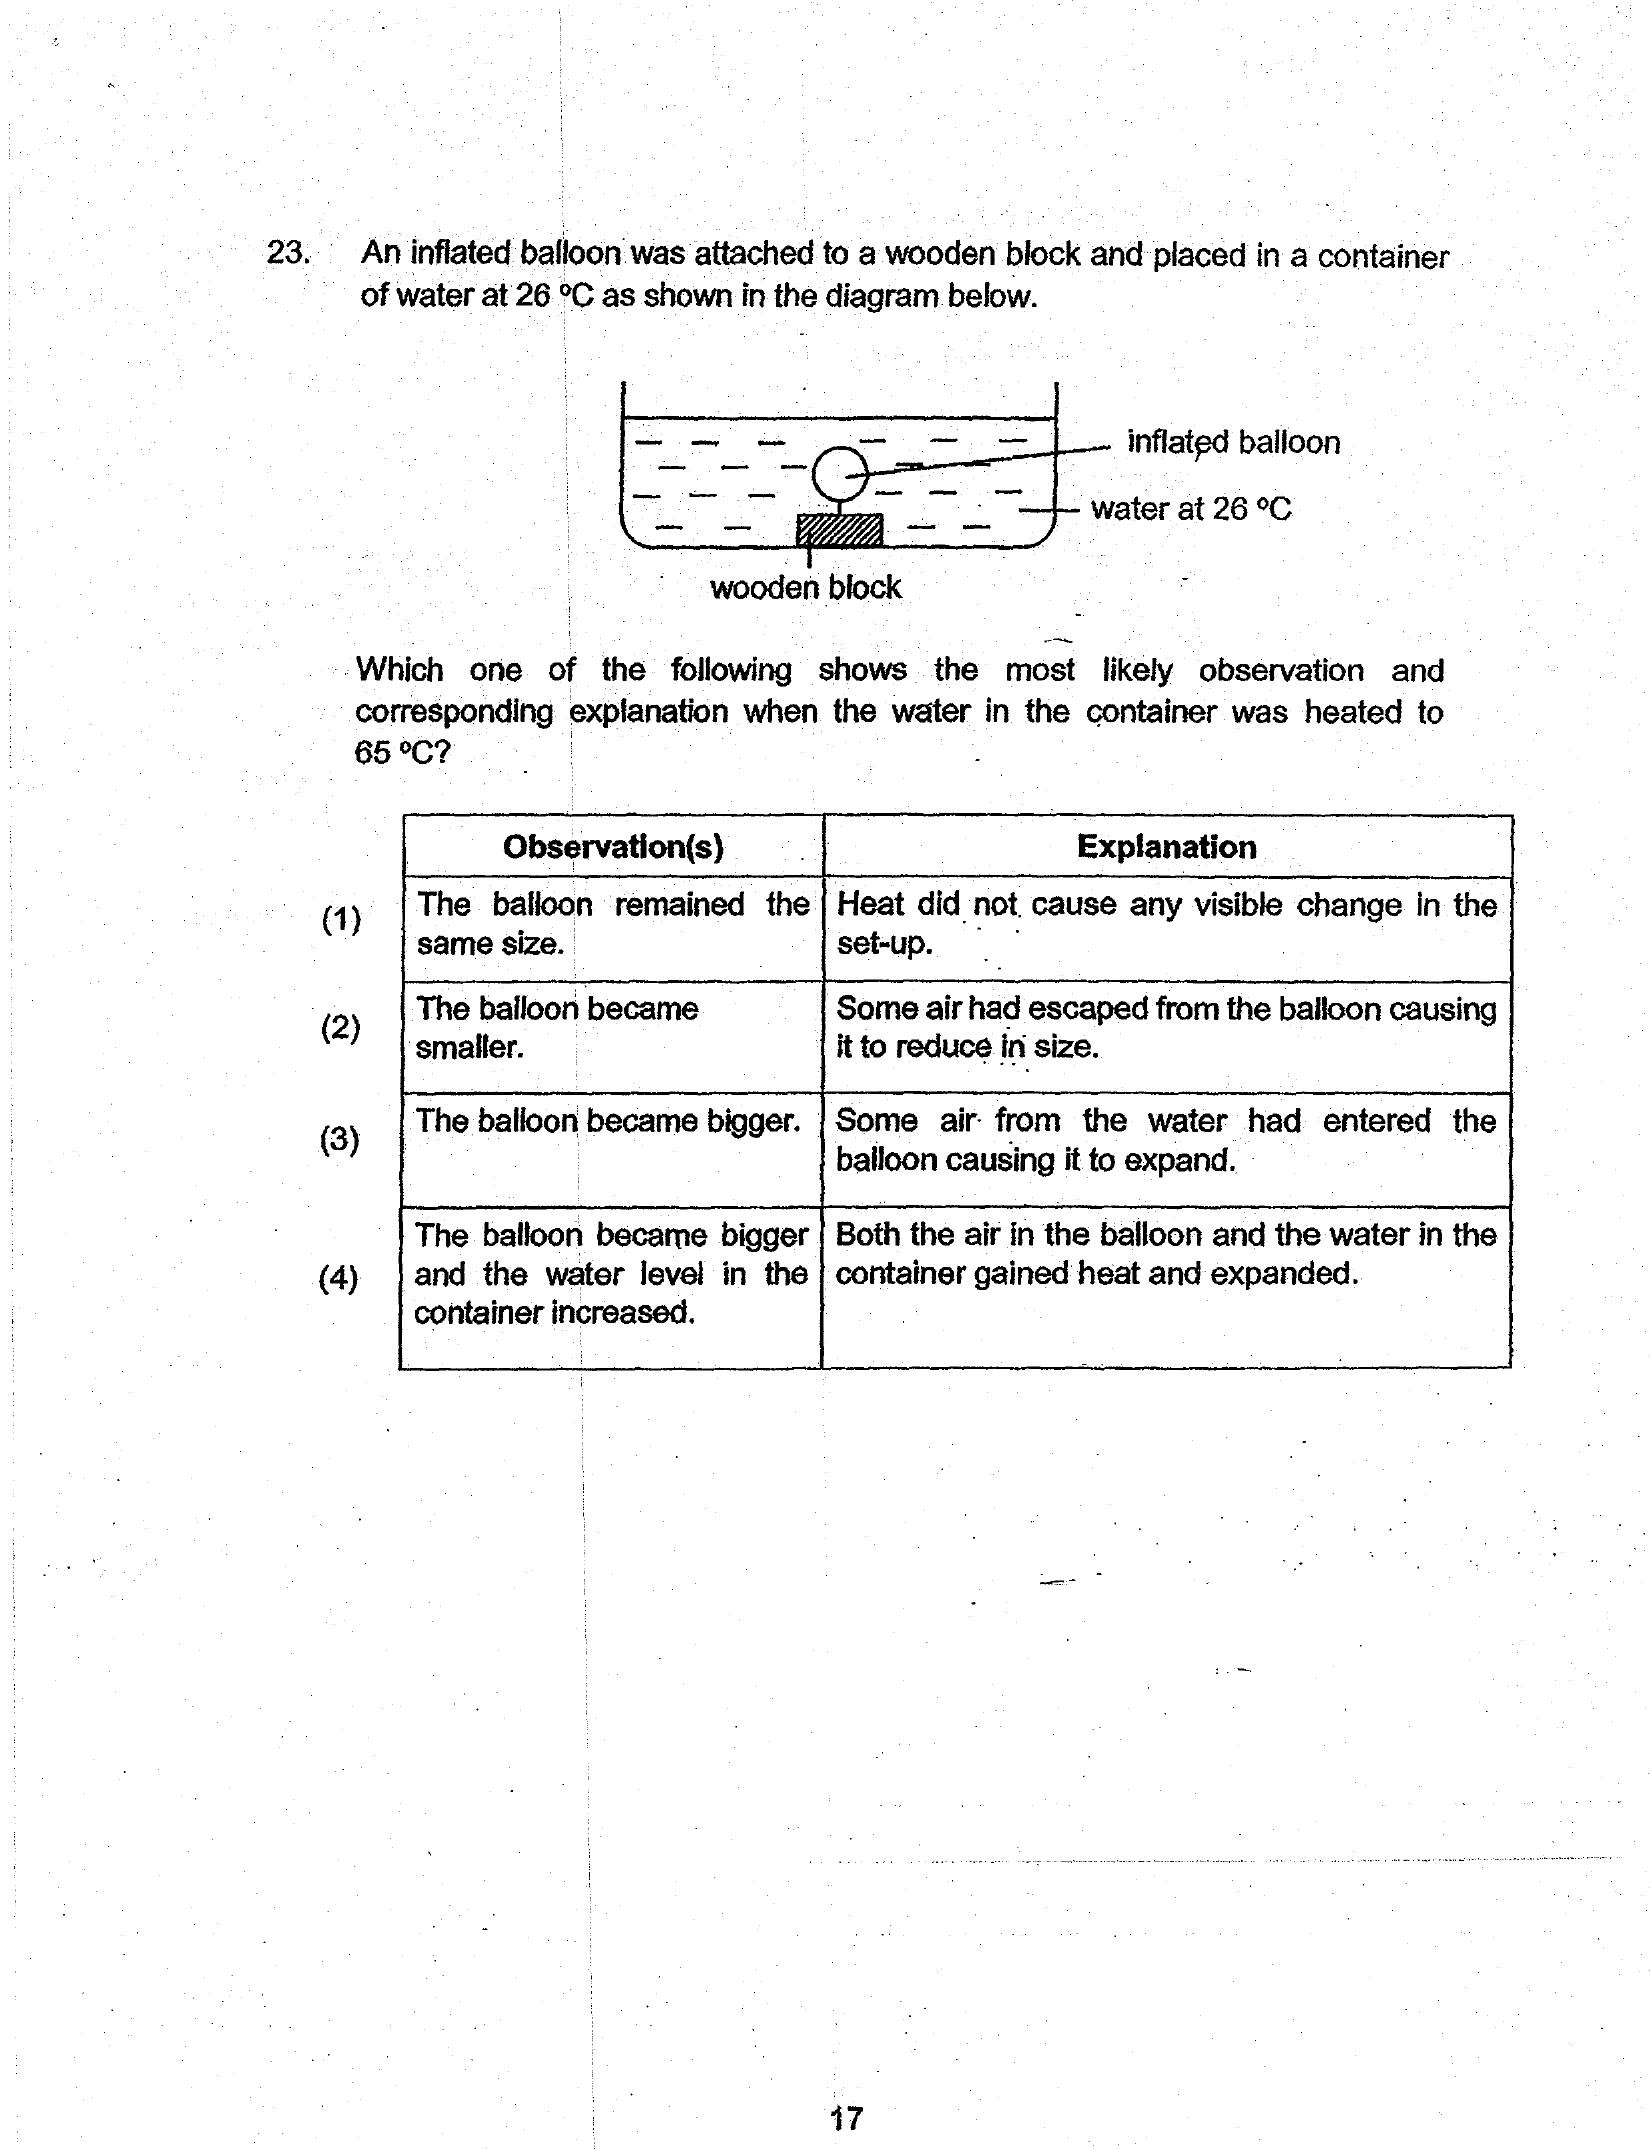 23. An inflated balloon was attached to a wooden block and placed in a container
of water at 26 ºC as shown in the diagram below.
inflated balloon
water at 26 ºC
wooden block
Which one of the following shows the most likely observation and
corresponding explanation when the water in the container was heated to
65 ºC?
Observation(s) Explanation
(1) The balloon remained the Heat did not cause any visible change in the
same size. set-up.
(2) The balloon became Some air had escaped from the balloon causing
smaller. it to reduce in size.
(3) The balloon became bigger. Some air from the water had entered the
balloon causing it to expand.
The balloon became bigger Both the air in the balloon and the water in the
(4) and the water level in the container gained heat and expanded.
container increased.
17